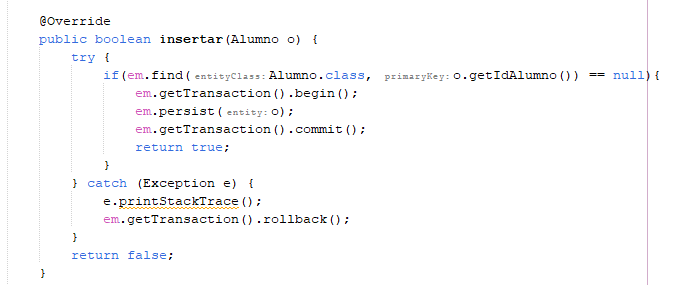 @Override
public boolean insertar(Alumno o) {
try {
if(em.find( entityClass: Alumno.class, primaryKey: o.getIdAlumno()) == null){
em.getTransaction().begin();
em.persist( entity: o);
em.getTransaction().commit();
return true;
}
} catch (Exception e) {
e.printStackTrace();
em.getTransaction().rollback();
}
return false;
}